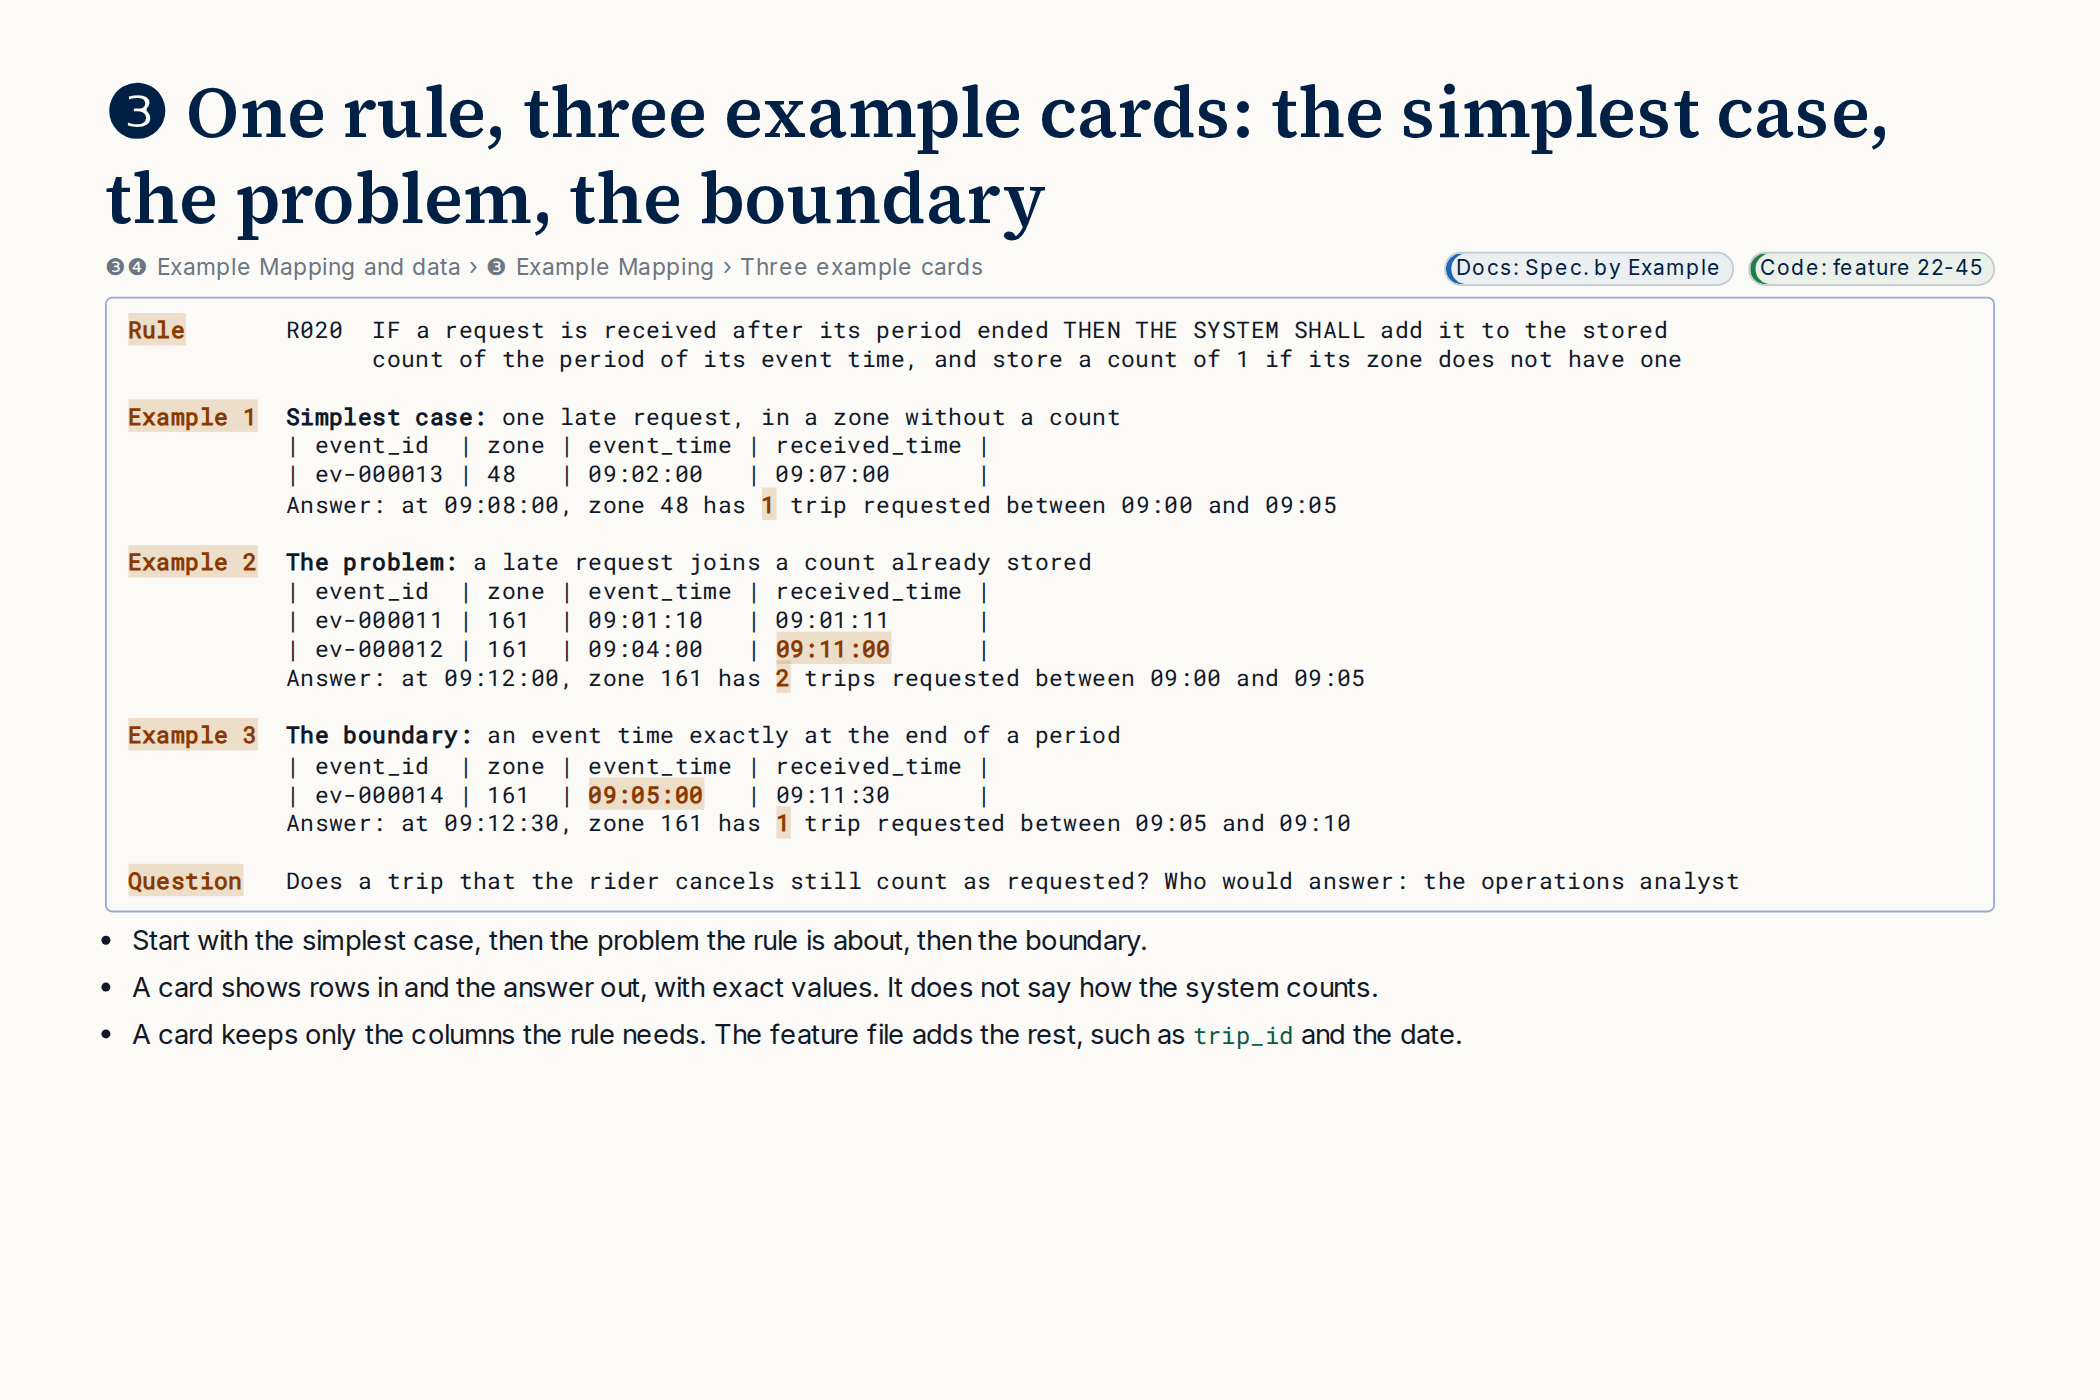 ❸ One rule, three example cards: the simplest case,
the problem, the boundary
❸❹ Example Mapping and data › ❸ Example Mapping › Three example cards
Docs: Spec. by Example
Code: feature 22-45
Rule R020 IF a request is received after its period ended THEN THE SYSTEM SHALL add it to the stored
count of the period of its event time, and store a count of 1 if its zone does not have one
Example 1 Simplest case: one late request, in a zone without a count
| event_id | zone | event_time | received_time |
| ev-000013 | 48 | 09:02:00 | 09:07:00 |
Answer: at 09:08:00, zone 48 has 1 trip requested between 09:00 and 09:05
Example 2 The problem: a late request joins a count already stored
| event_id | zone | event_time | received_time |
| ev-000011 | 161 | 09:01:10 | 09:01:11 |
| ev-000012 | 161 | 09:04:00 | 09:11:00 |
Answer: at 09:12:00, zone 161 has 2 trips requested between 09:00 and 09:05
Example 3 The boundary: an event time exactly at the end of a period
| event_id | zone | event_time | received_time |
| ev-000014 | 161 | 09:05:00 | 09:11:30 |
Answer: at 09:12:30, zone 161 has 1 trip requested between 09:05 and 09:10
Question Does a trip that the rider cancels still count as requested? Who would answer: the operations analyst
• Start with the simplest case, then the problem the rule is about, then the boundary.
• A card shows rows in and the answer out, with exact values. It does not say how the system counts.
• A card keeps only the columns the rule needs. The feature file adds the rest, such as trip_id and the date.